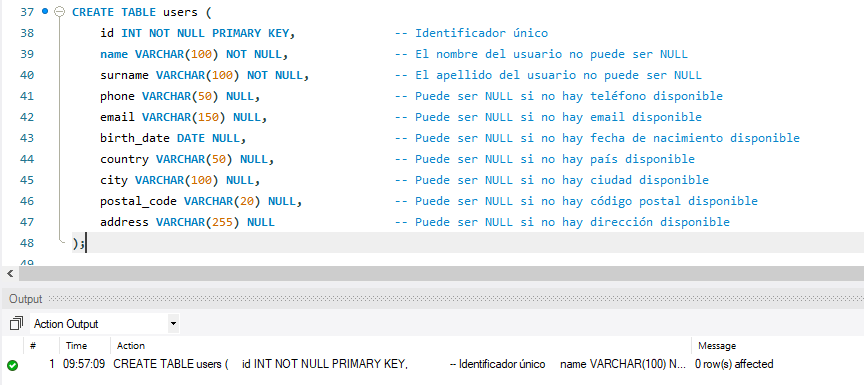 37 CREATE TABLE users (
38 id INT NOT NULL PRIMARY KEY, -- Identificador único
39 name VARCHAR(100) NOT NULL, -- El nombre del usuario no puede ser NULL
40 surname VARCHAR(100) NOT NULL, -- El apellido del usuario no puede ser NULL
41 phone VARCHAR(50) NULL, -- Puede ser NULL si no hay teléfono disponible
42 email VARCHAR(150) NULL, -- Puede ser NULL si no hay email disponible
43 birth_date DATE NULL, -- Puede ser NULL si no hay fecha de nacimiento disponible
44 country VARCHAR(50) NULL, -- Puede ser NULL si no hay país disponible
45 city VARCHAR(100) NULL, -- Puede ser NULL si no hay ciudad disponible
46 postal_code VARCHAR(20) NULL, -- Puede ser NULL si no hay código postal disponible
47 address VARCHAR(255) NULL -- Puede ser NULL si no hay dirección disponible
48 );
49
Output
Action Output
# Time Action Message
1 09:57:09 CREATE TABLE users ( id INT NOT NULL PRIMARY KEY, -- Identificador único name VARCHAR(100) N... 0 row(s) affected